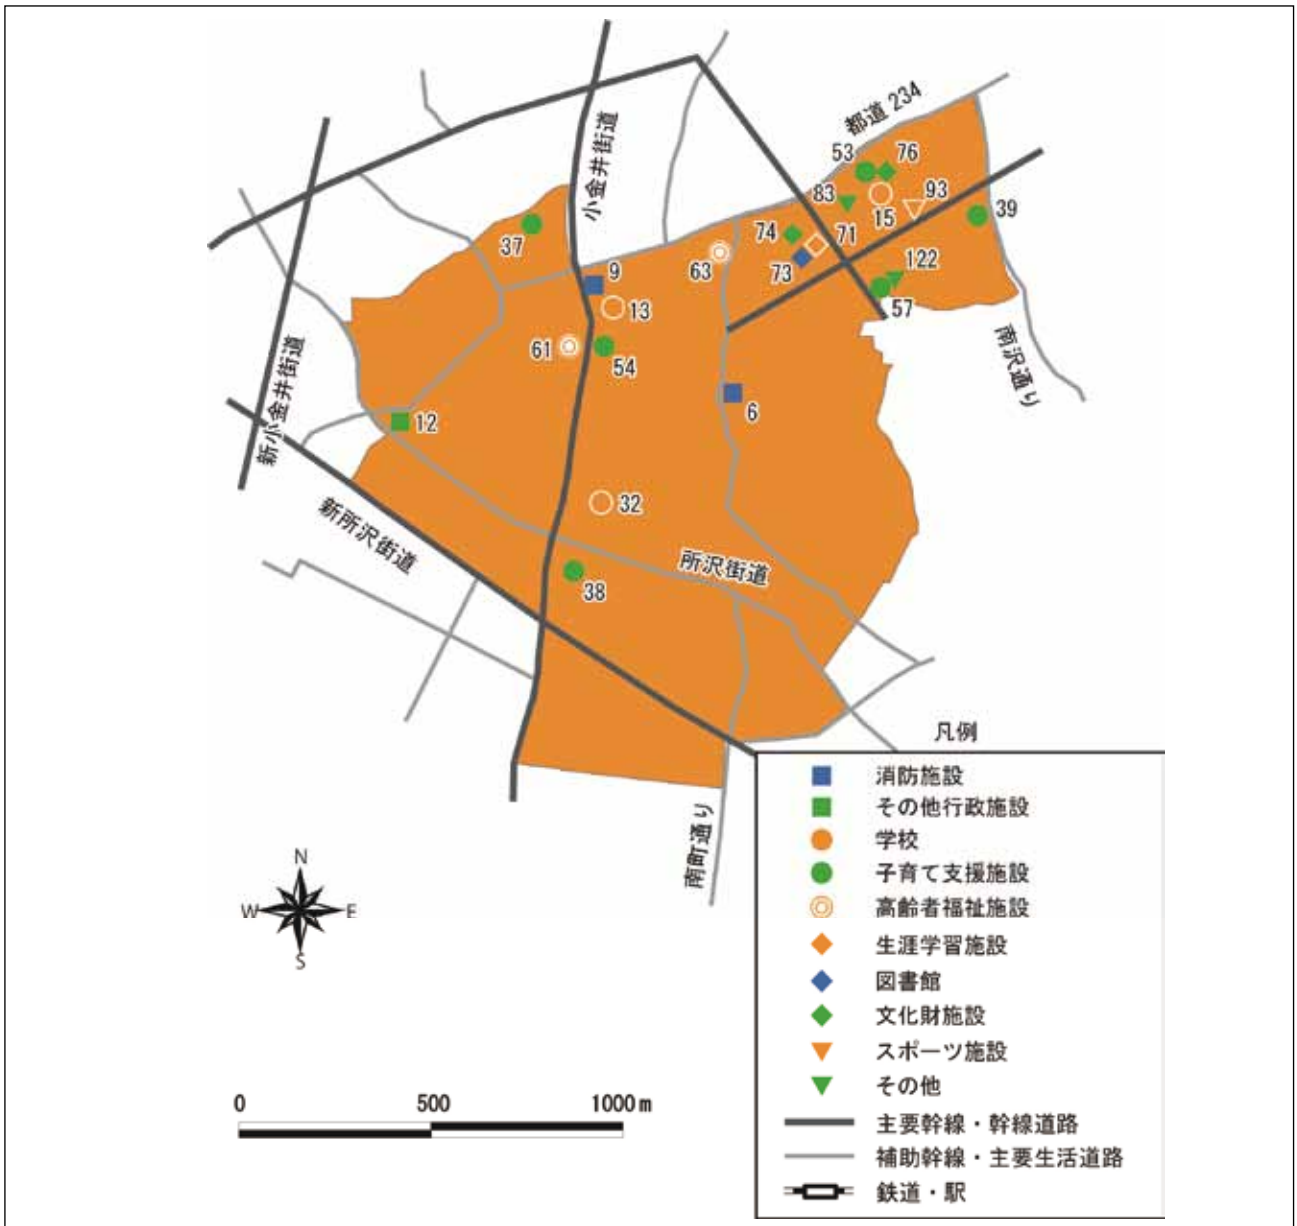 都道 234
小金井街道
53
76
83
93
15
39
37
74
71
63
73
122
9
57
13
61
54
南沢通り
新小金井街道
6
12
32
新所沢街道
所沢街道
38
凡例
消防施設
その他行政施設
学校
南町通り
子育て支援施設
N
高齢者福祉施設
W
E
生涯学習施設
S
図書館
文化財施設
スポーツ施設
その他
0
500
1000m
主要幹線・幹線道路
補助幹線・主要生活道路
鉄道・駅